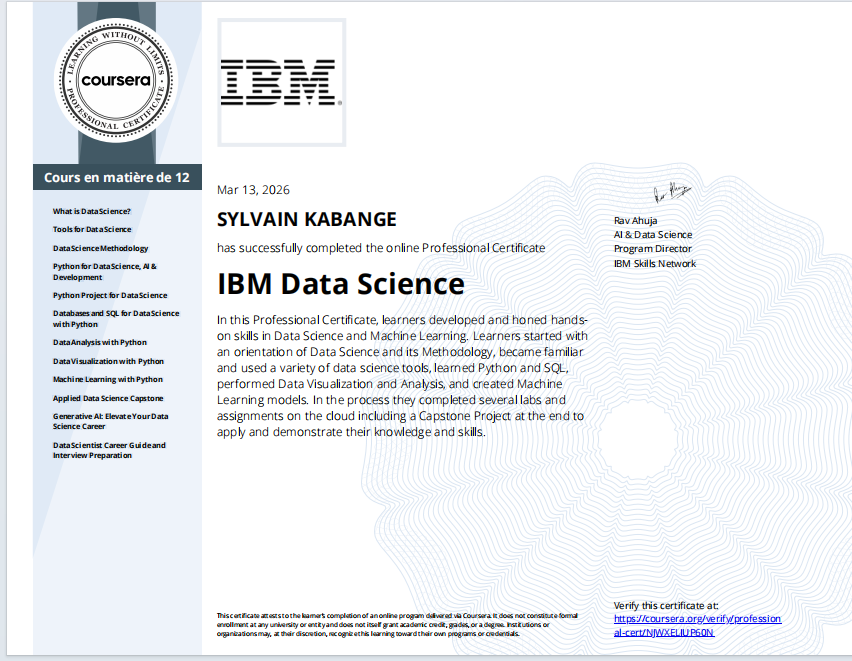 LEARNING WITHOUT LIMITS
coursera
PROFESSIONAL CERTIFICATE
IBM
Cours en matière de 12
What is Data Science?
Tools for Data Science
Data Science Methodology
Python for Data Science, AI &
Development
Python Project for Data Science
Databases and SQL for Data Science
with Python
Data Analysis with Python
Data Visualization with Python
Machine Learning with Python
Applied Data Science Capstone
Generative AI: Elevate Your Data
Science Career
Data Scientist Career Guide and
Interview Preparation
Mar 13, 2026
SYLVAIN KABANGE
has successfully completed the online Professional Certificate
IBM Data Science
In this Professional Certificate, learners developed and honed hands-
on skills in Data Science and Machine Learning. Learners started with
an orientation of Data Science and its Methodology, became familiar
and used a variety of data science tools, learned Python and SQL,
performed Data Visualization and Analysis, and created Machine
Learning models. In the process they completed several labs and
assignments on the cloud including a Capstone Project at the end to
apply and demonstrate their knowledge and skills.
Rav Ahuja
AI & Data Science
Program Director
IBM Skills Network
This certificate attests to the learner's completion of an online program delivered via Coursera. It does not constitute formal
enrollment at any university or entity and does not itself grant academic credit, grades, or a degree. Institutions or
organizations may, at their discretion, recognize this learning toward their own programs or credentials.
Verify this certificate at:
https://coursera.org/verify/profession
al-cert/NJWXELIUP60N